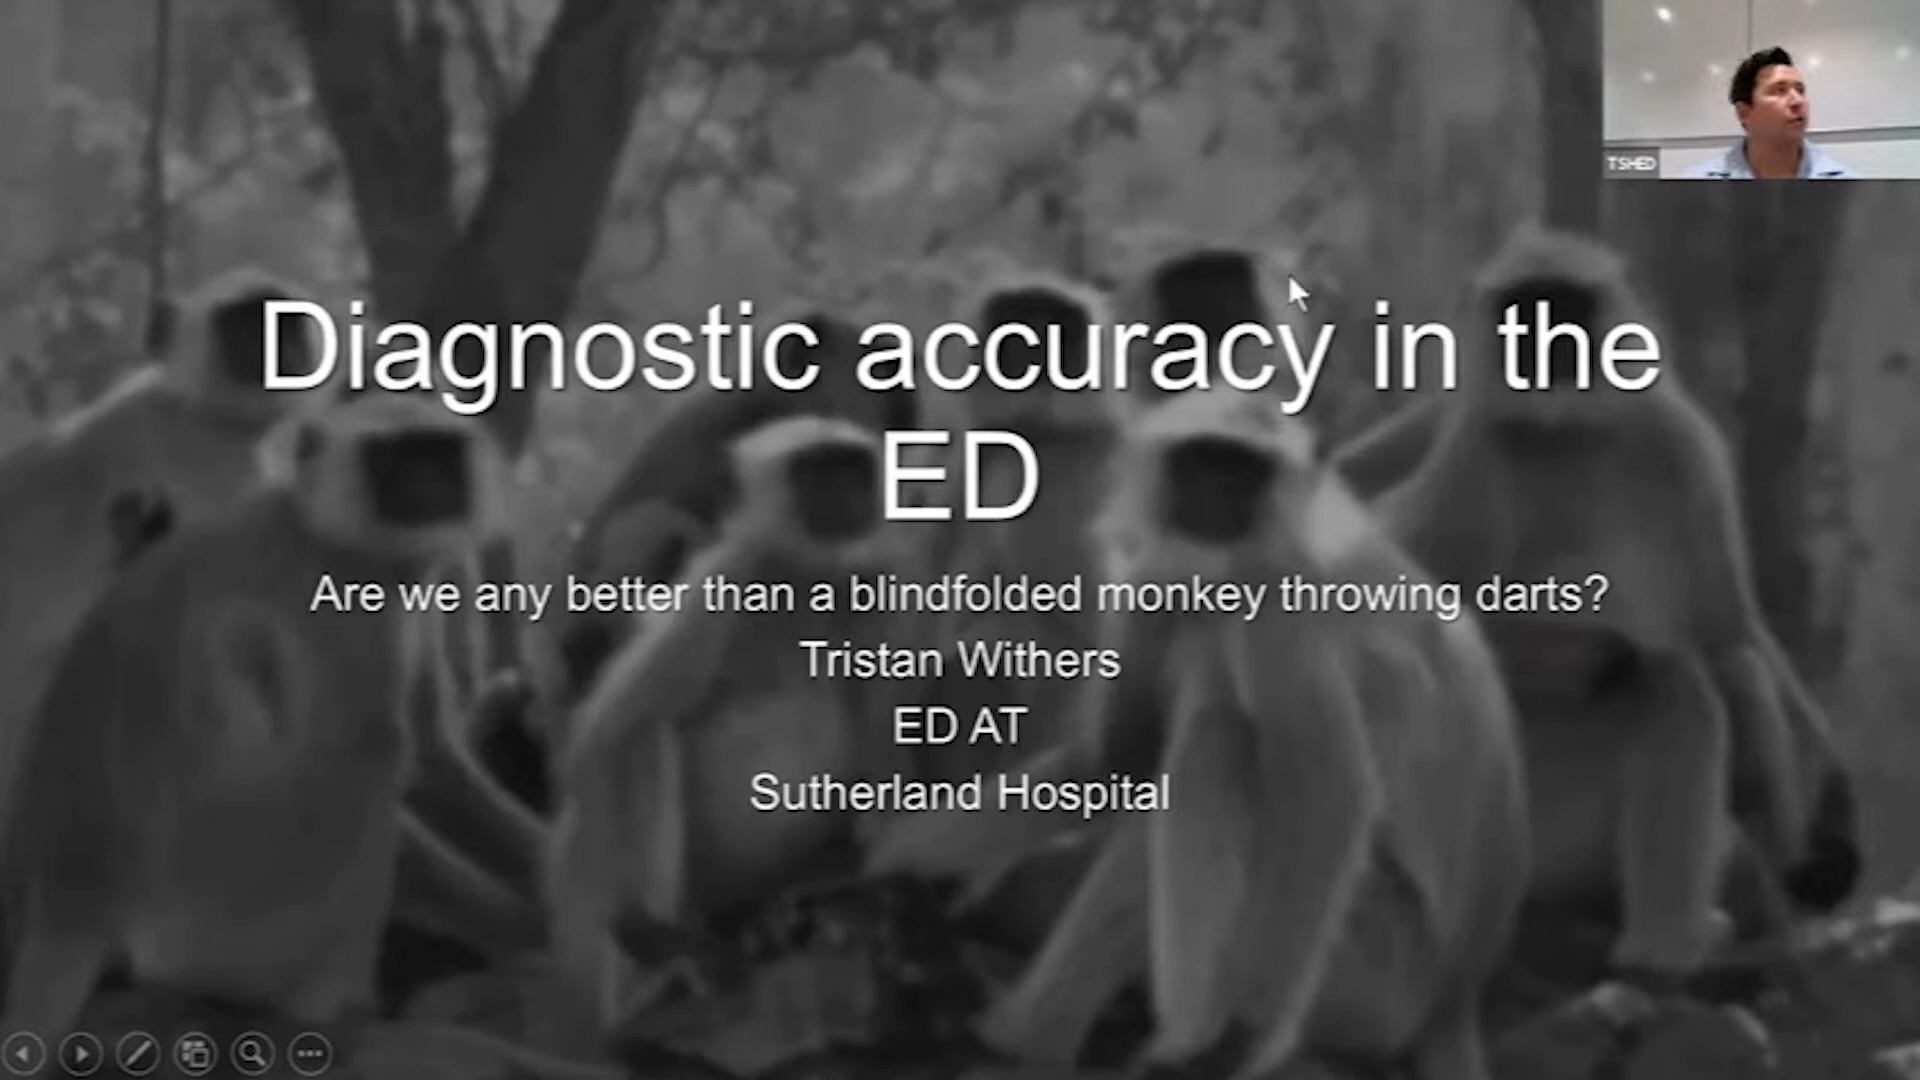 TSHED
Diagnostic accuracy in the
ED
Are we any better than a blindfolded monkey throwing darts?
Tristan Withers
ED AT
Sutherland Hospital